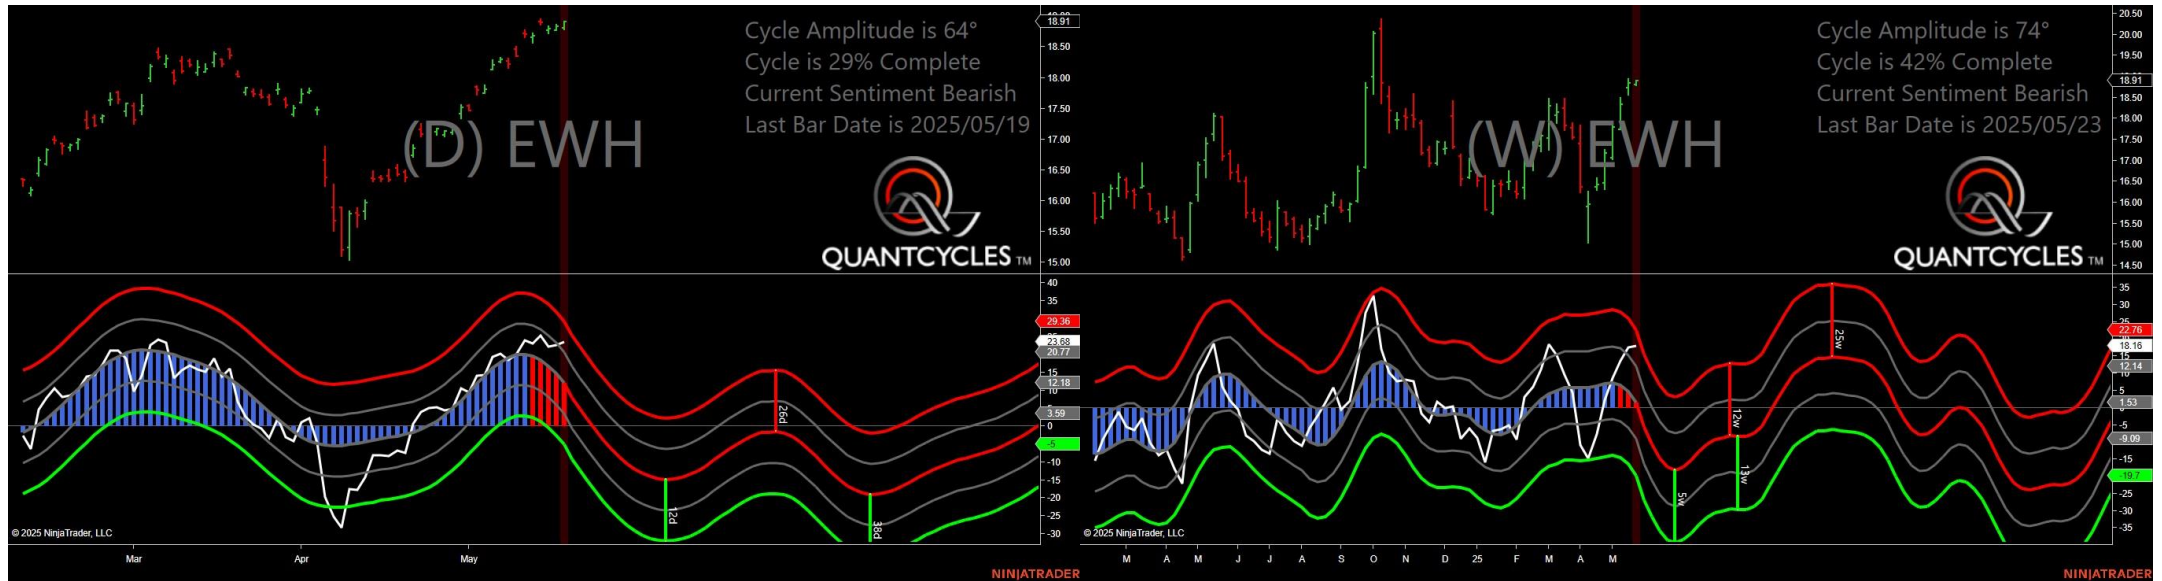 Cycle Amplitude is 64°
Cycle is 29% Complete
Current Sentiment Bearish
Last Bar Date is 2025/05/19
(D) EWH
QUANTCYCLES TM
18.91
18.50
18.00
17.50
17.00
16.50
16.00
15.50
15.00
40
35
29.36
23.68
20.77
15
12.18
3.59
0
-5
-10
-15
-20
-25
-30
12d
26d
38d
© 2025 NinjaTrader, LLC
Mar
Apr
May
NINJATRADER
Cycle Amplitude is 74°
Cycle is 42% Complete
Current Sentiment Bearish
Last Bar Date is 2025/05/23
(W) EWH
QUANTCYCLES TM
20.50
20.00
19.50
18.91
18.50
18.00
17.50
17.00
16.50
16.00
15.50
15.00
14.50
35
30
25
22.76
18.16
15
12.14
5
1.53
-5
-9.09
-15
-19.7
-25
-30
-35
5w
12w
13w
25w
© 2025 NinjaTrader, LLC
M A M J J A S O N D 25 F M A M
NINJATRADER